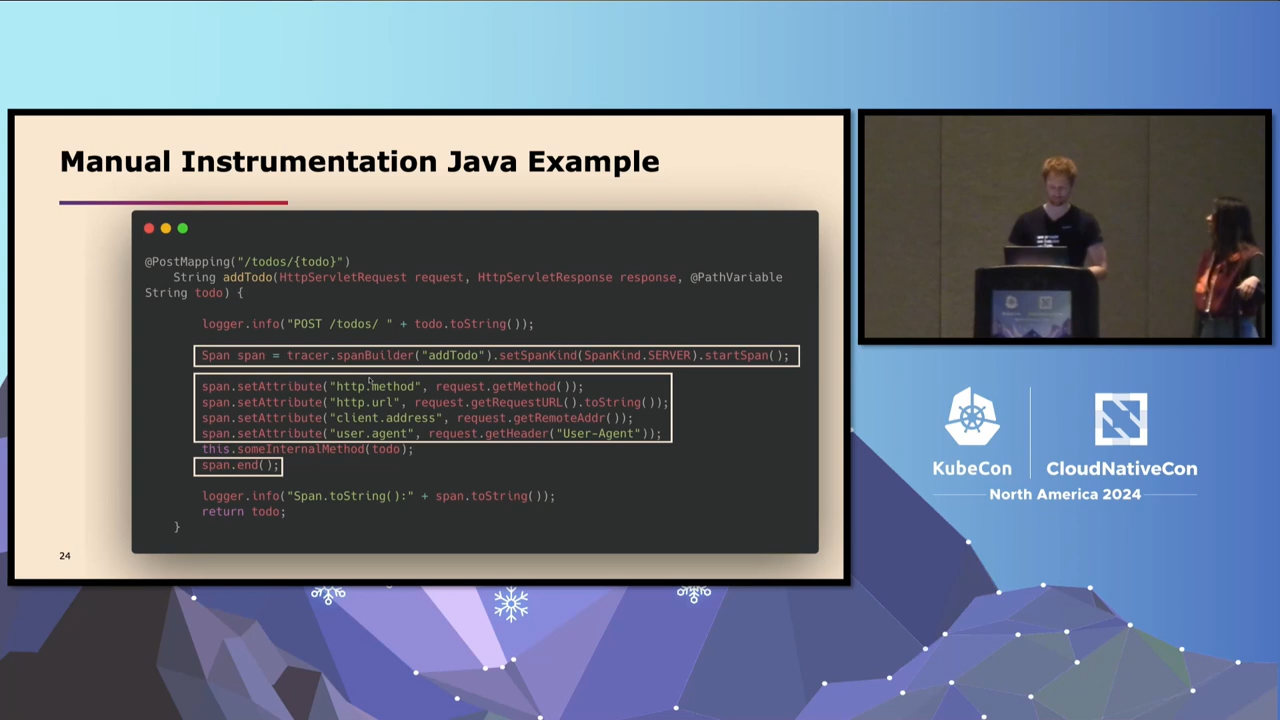 Manual Instrumentation Java Example
@PostMapping("/todos/{todo}")
String addTodo(HttpServletRequest request, HttpServletResponse response, @PathVariable
String todo) {
logger.info("POST /todos/ " + todo.toString());
Span span = tracer.spanBuilder("addTodo").setSpanKind(SpanKind.SERVER).startSpan();
span.setAttribute("http.method", request.getMethod());
span.setAttribute("http.url", request.getRequestURL().toString());
span.setAttribute("client.address", request.getRemoteAddr());
span.setAttribute("user.agent", request.getHeader("User-Agent"));
this.someInternalMethod(todo);
span.end();
logger.info("Span.toString():" + span.toString());
return todo;
}
24
KubeCon
CloudNativeCon
North America 2024